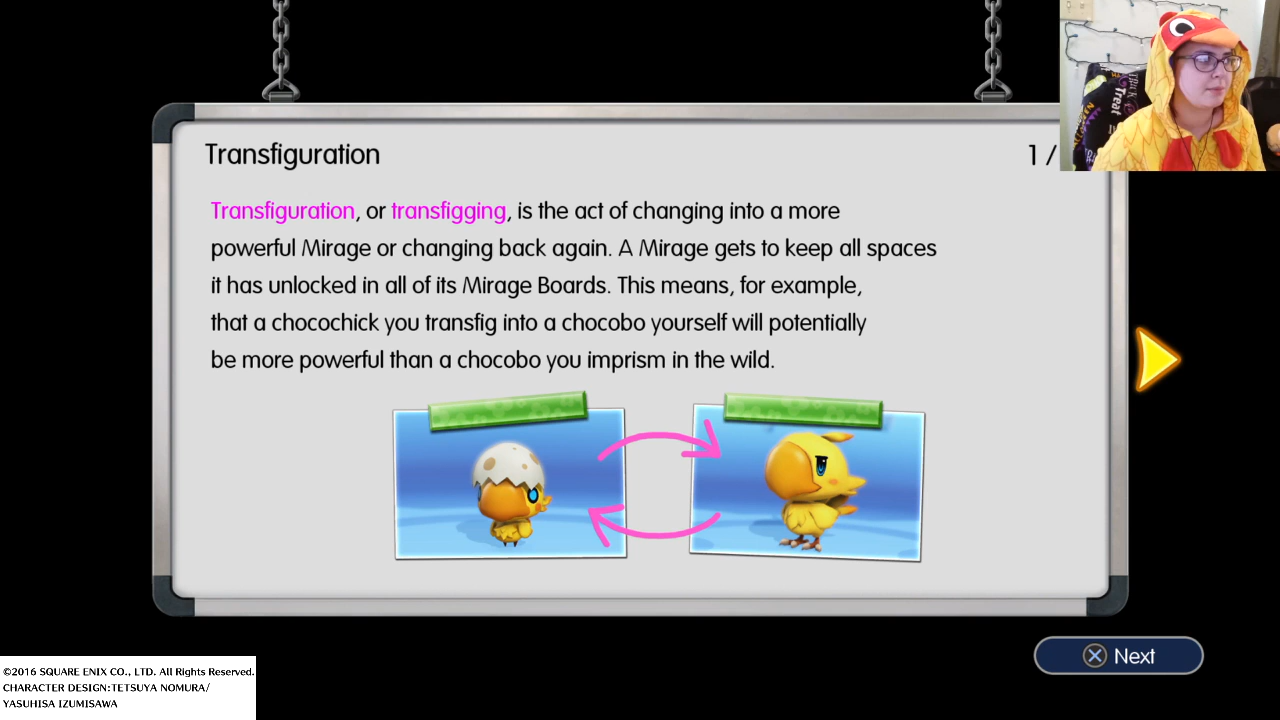 Transfiguration
1 /
Treat
Transfiguration, or transfigging, is the act of changing into a more
powerful Mirage or changing back again. A Mirage gets to keep all spaces
it has unlocked in all of its Mirage Boards. This means, for example,
that a chocochick you transfig into a chocobo yourself will potentially
be more powerful than a chocobo you imprism in the wild.
Next
©2016 SQUARE ENIX CO., LTD. All Rights Reserved.
CHARACTER DESIGN:TETSUYA NOMURA/
YASUHISA IZUMISAWA